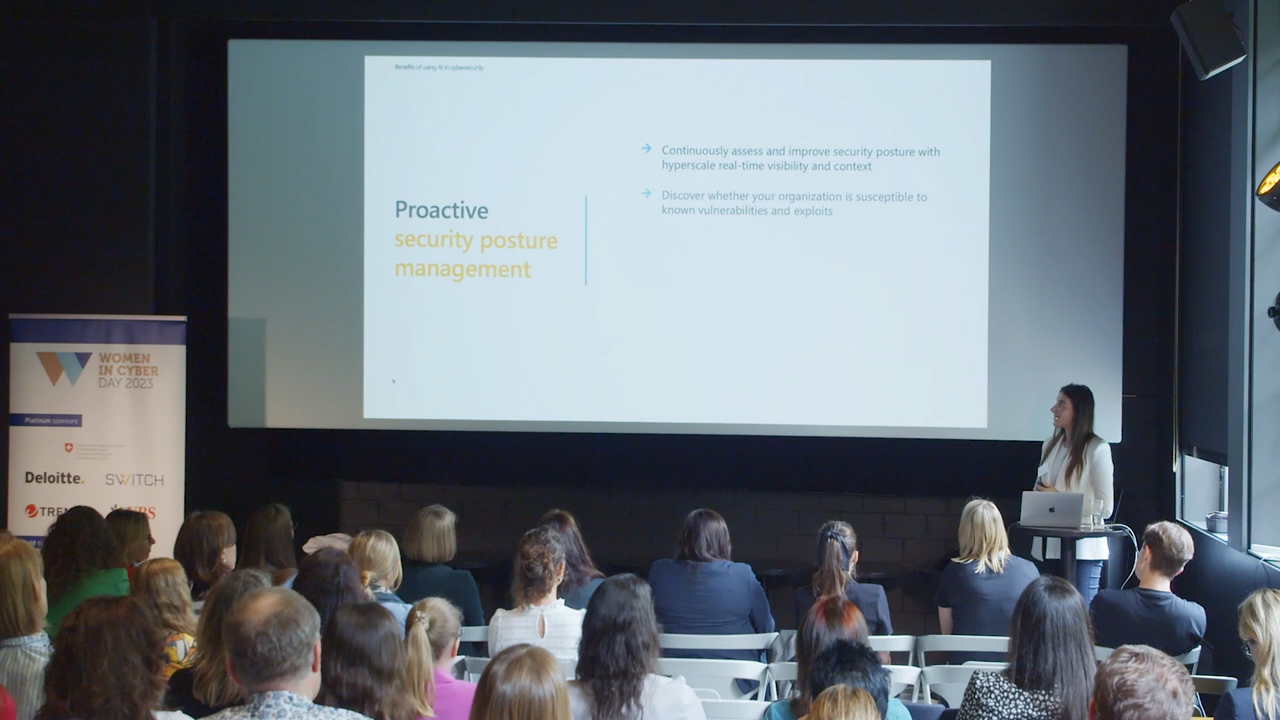 Benefits of using AI in cybersecurity
Proactive
security posture
management
→ Continuously assess and improve security posture with
hyperscale real-time visibility and context
→ Discover whether your organization is susceptible to
known vulnerabilities and exploits
WOMEN
IN CYBER
DAY 2023
Platinum sponsors
Deloitte.
SWITCH